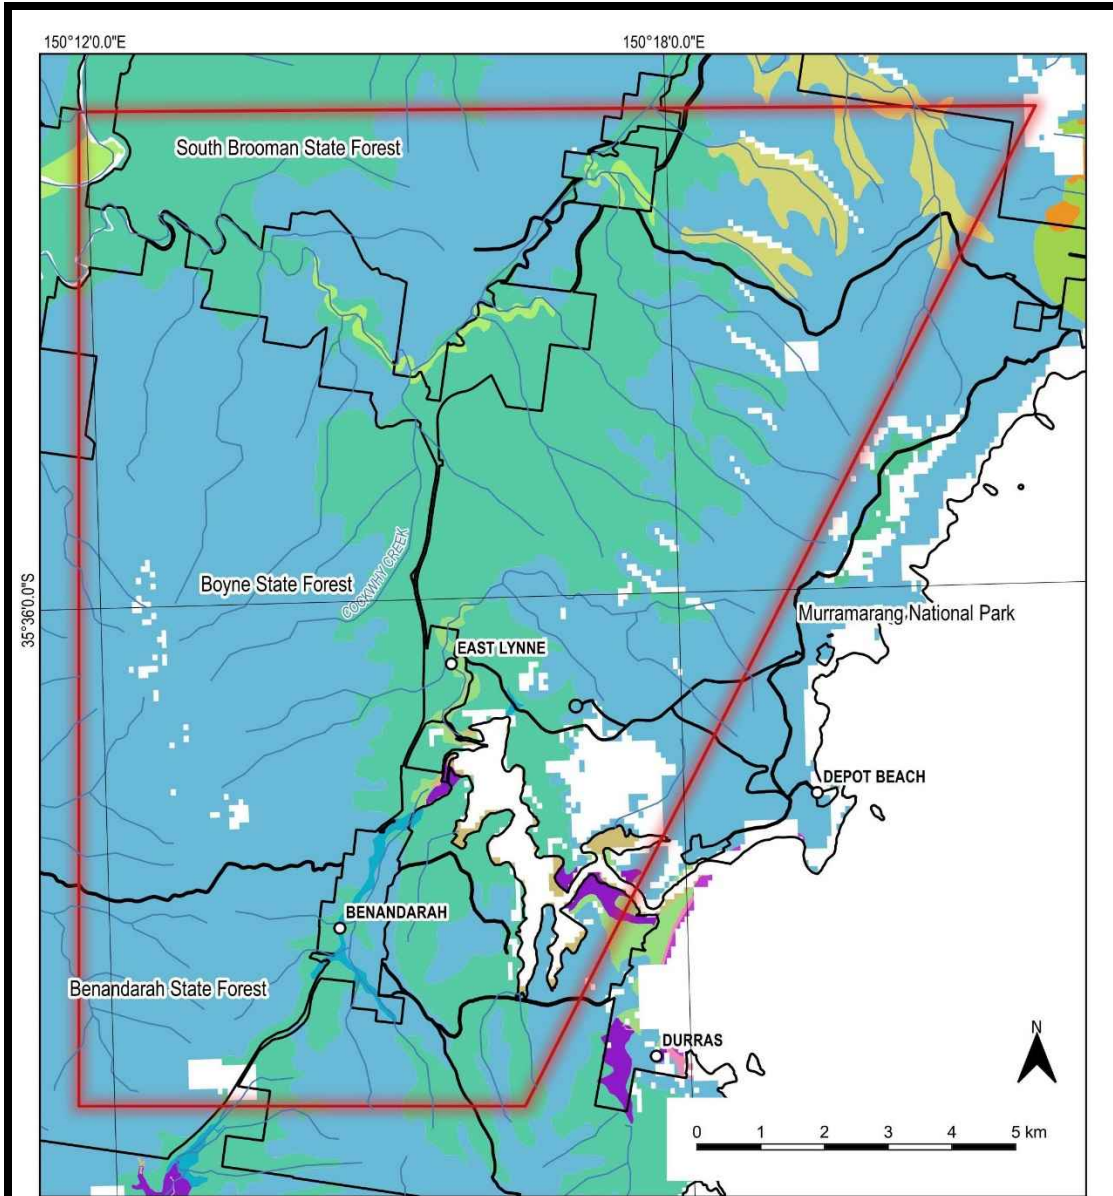 150°12'0.0"E
150°18'0.0"E
South Brooman State Forest
35°36'0.0"S
Boyne State Forest
COCKWHY CREEK
Murramarang National Park
EAST LYNNE
DEPOT BEACH
BENANDARAH
Benandarah State Forest
DURRAS
N
0 1 2 3 4 5 km